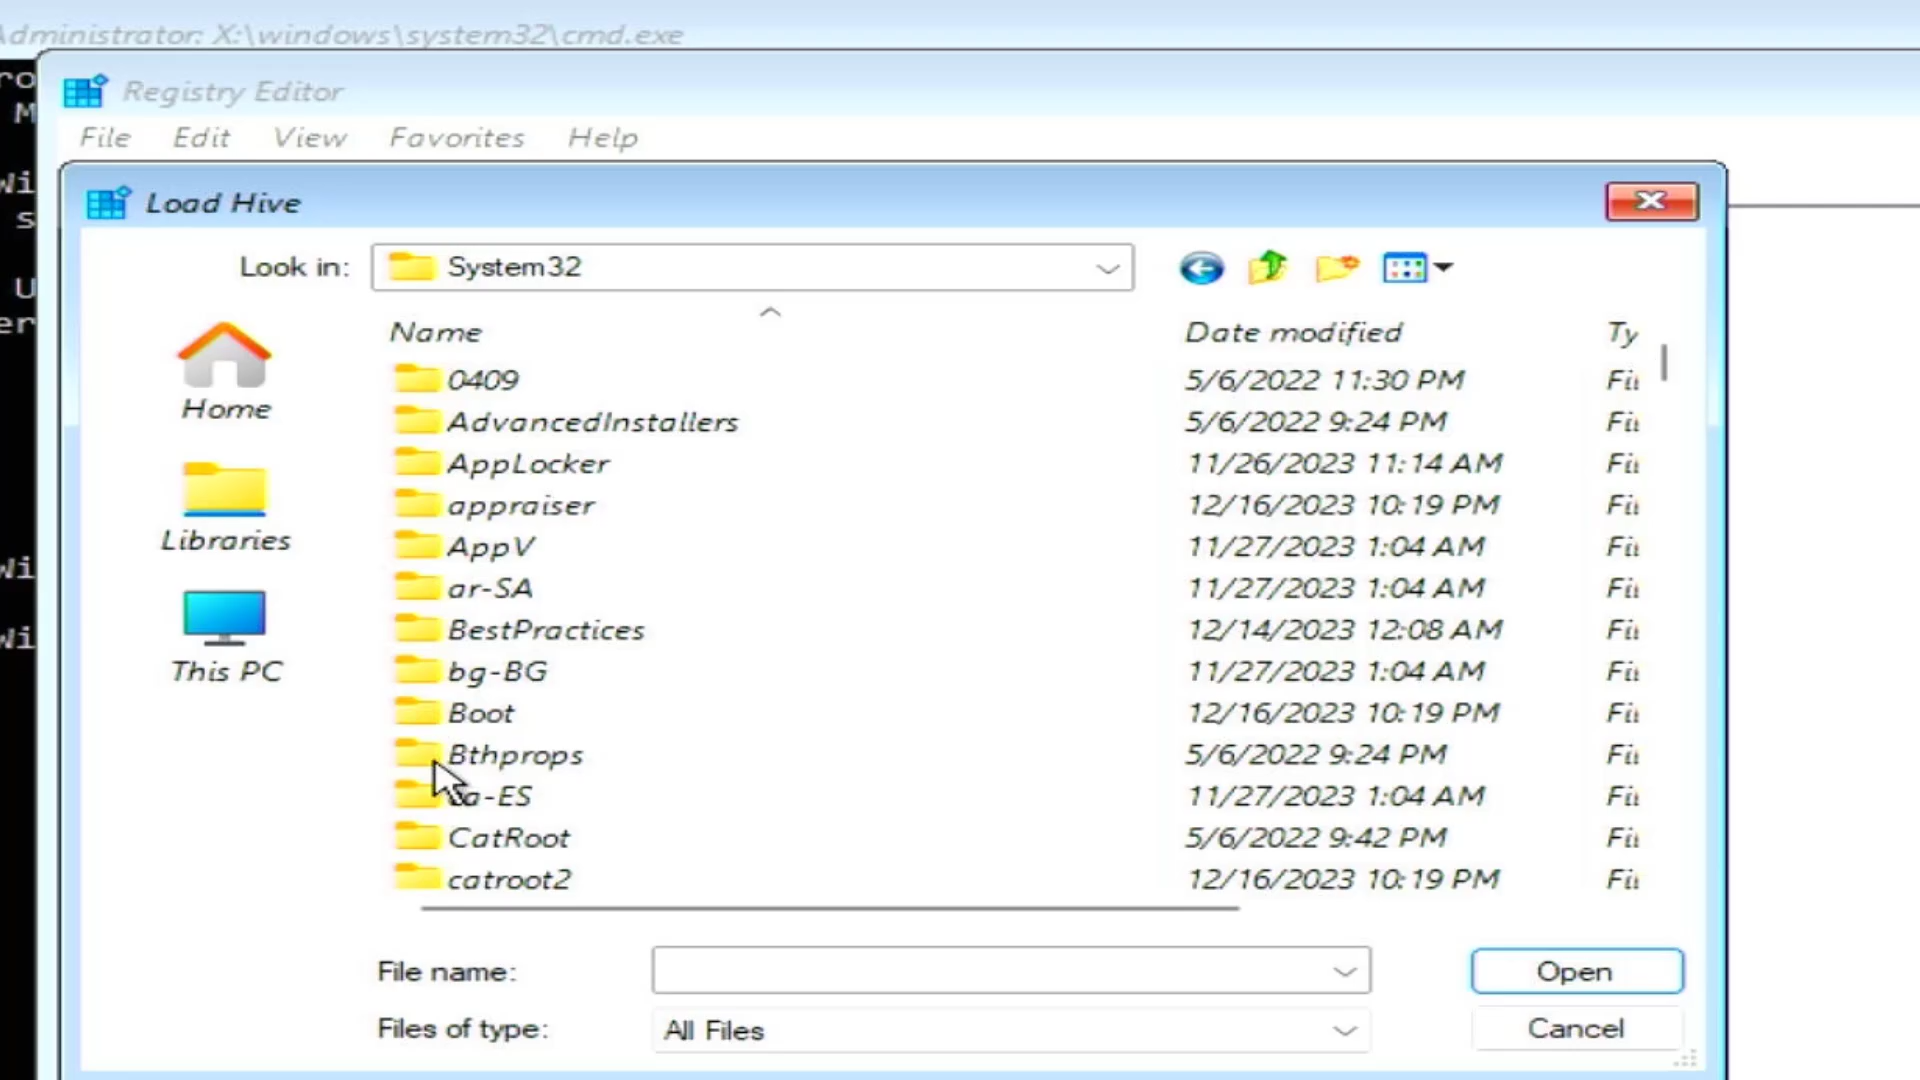 Administrator: X:\windows\system32\cmd.exe
Registry Editor
File Edit View Favorites Help
Load Hive
Look in: System32
Name Date modified Ty
0409 5/6/2022 11:30 PM
AdvancedInstallers 5/6/2022 9:24 PM
AppLocker 11/26/2023 11:14 AM
appraiser 12/16/2023 10:19 PM
AppV 11/27/2023 1:04 AM
ar-SA 11/27/2023 1:04 AM
BestPractices 12/14/2023 12:08 AM
bg-BG 11/27/2023 1:04 AM
Boot 12/16/2023 10:19 PM
Bthprops 5/6/2022 9:24 PM
ca-ES 11/27/2023 1:04 AM
CatRoot 5/6/2022 9:42 PM
catroot2 12/16/2023 10:19 PM
Home
Libraries
This PC
File name:
Open
Files of type: All Files
Cancel